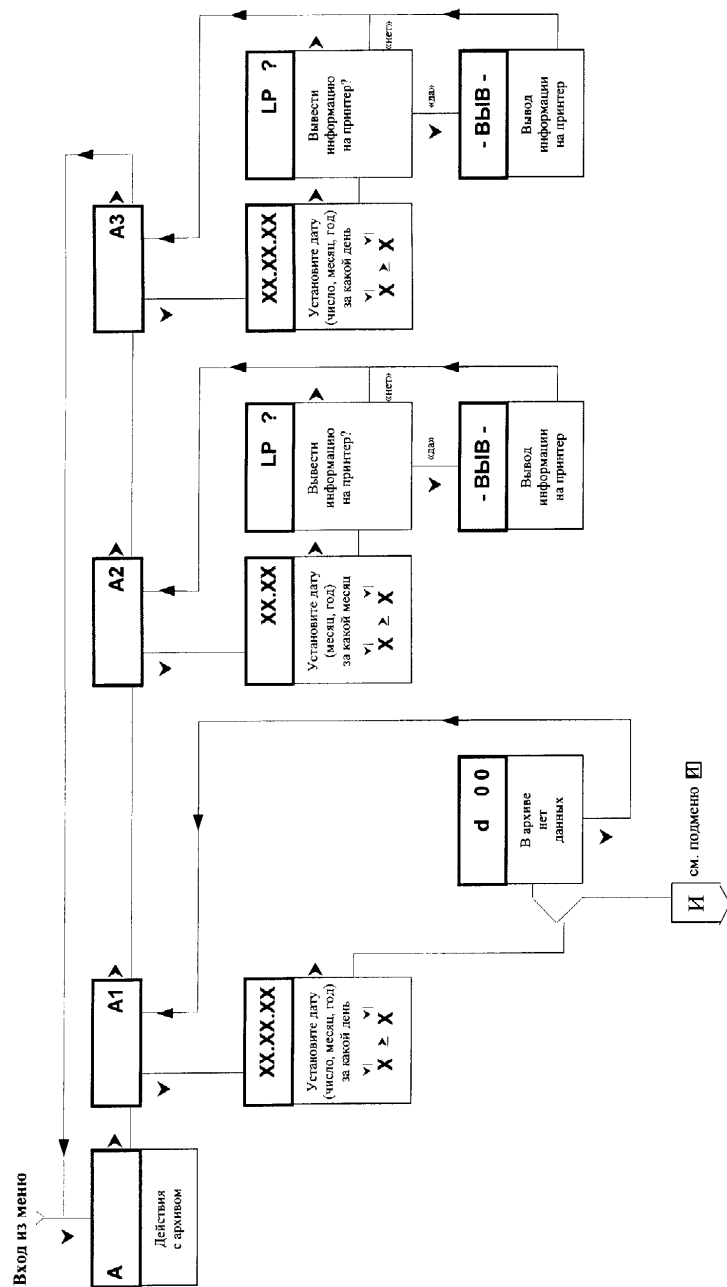 Вход из меню
A
Действия
с архивом
A1
XX.XX.XX
Установите дату
(число, месяц, год)
за какой день
X ≥ X
d 0 0
В архиве
нет
данных
И
см. подменю И
A2
XX.XX
Установите дату
(месяц, год)
за какой месяц
X ≥ X
LP ?
Вывести
информацию
на принтер?
«нет»
«да»
- ВЫВ -
Вывод
информации
на принтер
A3
XX.XX.XX
Установите дату
(число, месяц, год)
за какой день
X ≥ X
LP ?
Вывести
информацию
на принтер?
«нет»
«да»
- ВЫВ -
Вывод
информации
на принтер